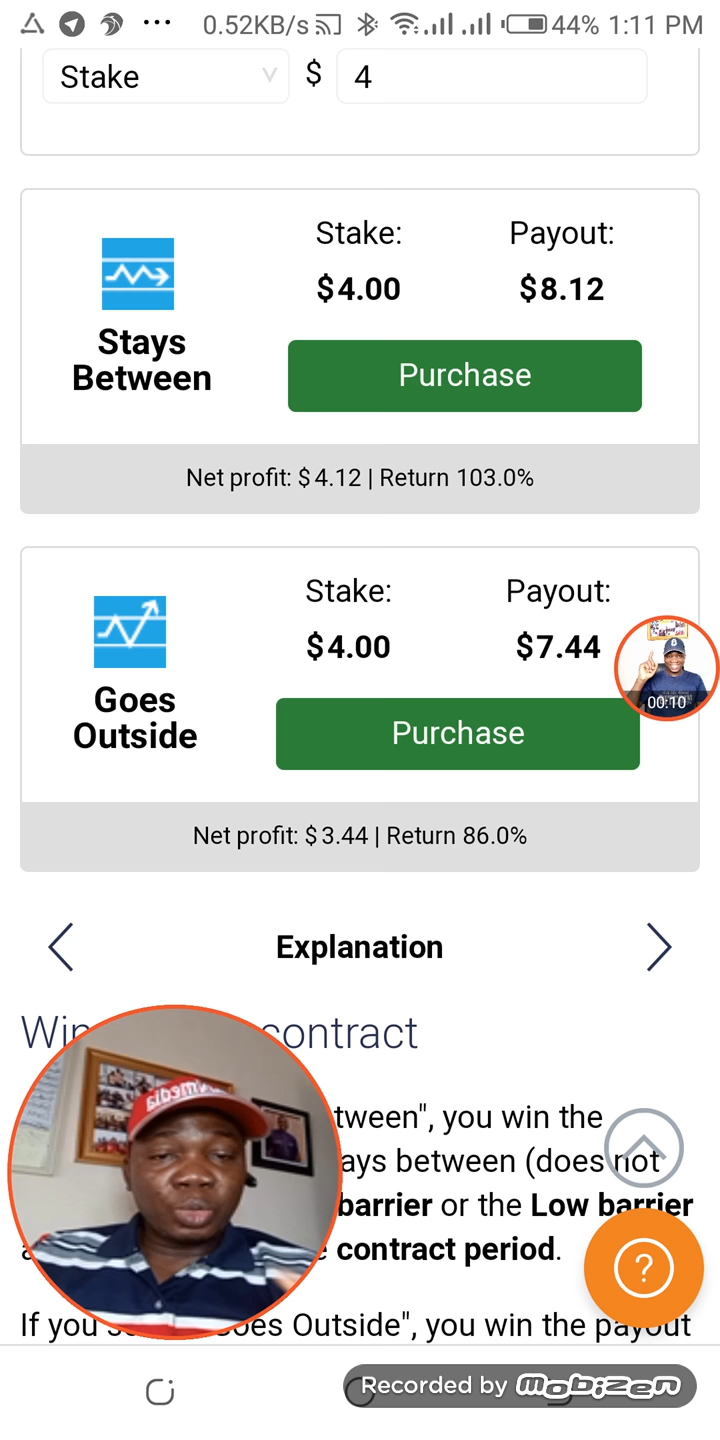 0.52KB/s 44% 1:11 PM
Stake $ 4
Stake: Payout:
$4.00 $8.12
Stays
Between
Purchase
Net profit: $4.12 | Return 103.0%
Stake: Payout:
$4.00 $7.44
00:10
Goes
Outside
Purchase
Net profit: $3.44 | Return 86.0%
Explanation
contract
tween", you win the
ays between (does not
barrier or the Low barrier
contract period.
If you oes Outside", you win the payout
?
Recorded by mobizen